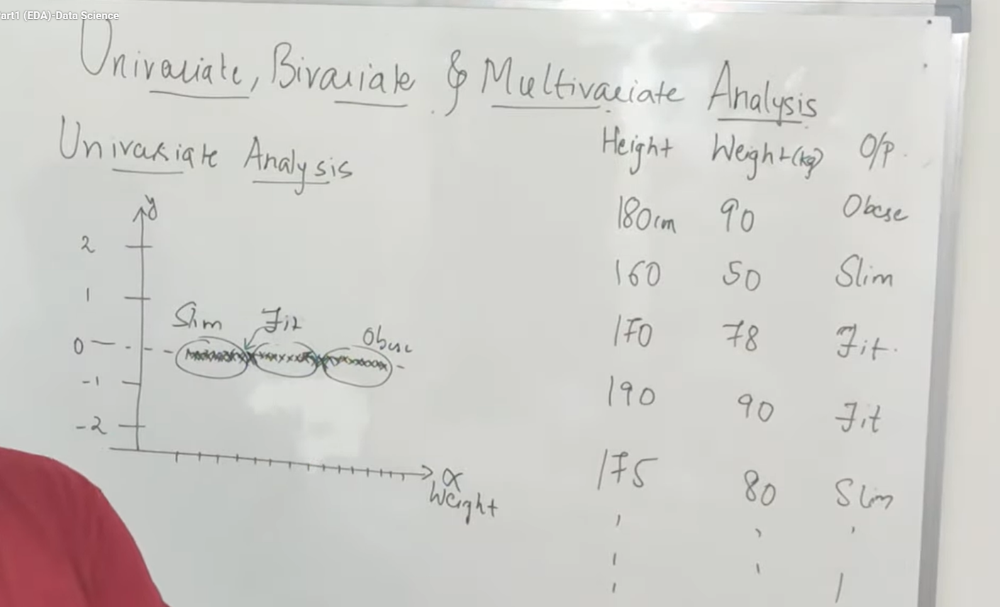 art1 (EDA)-Data Science
Univariate, Bivariate & Multivariate Analysis
Univariate Analysis
y
2
1
0
-1
-2
Slim Fit Obese
x
Weight
Height Weight(kg) O/P
180cm 90 Obese
160 50 Slim
170 78 Fit
190 90 Fit
175 80 Slim